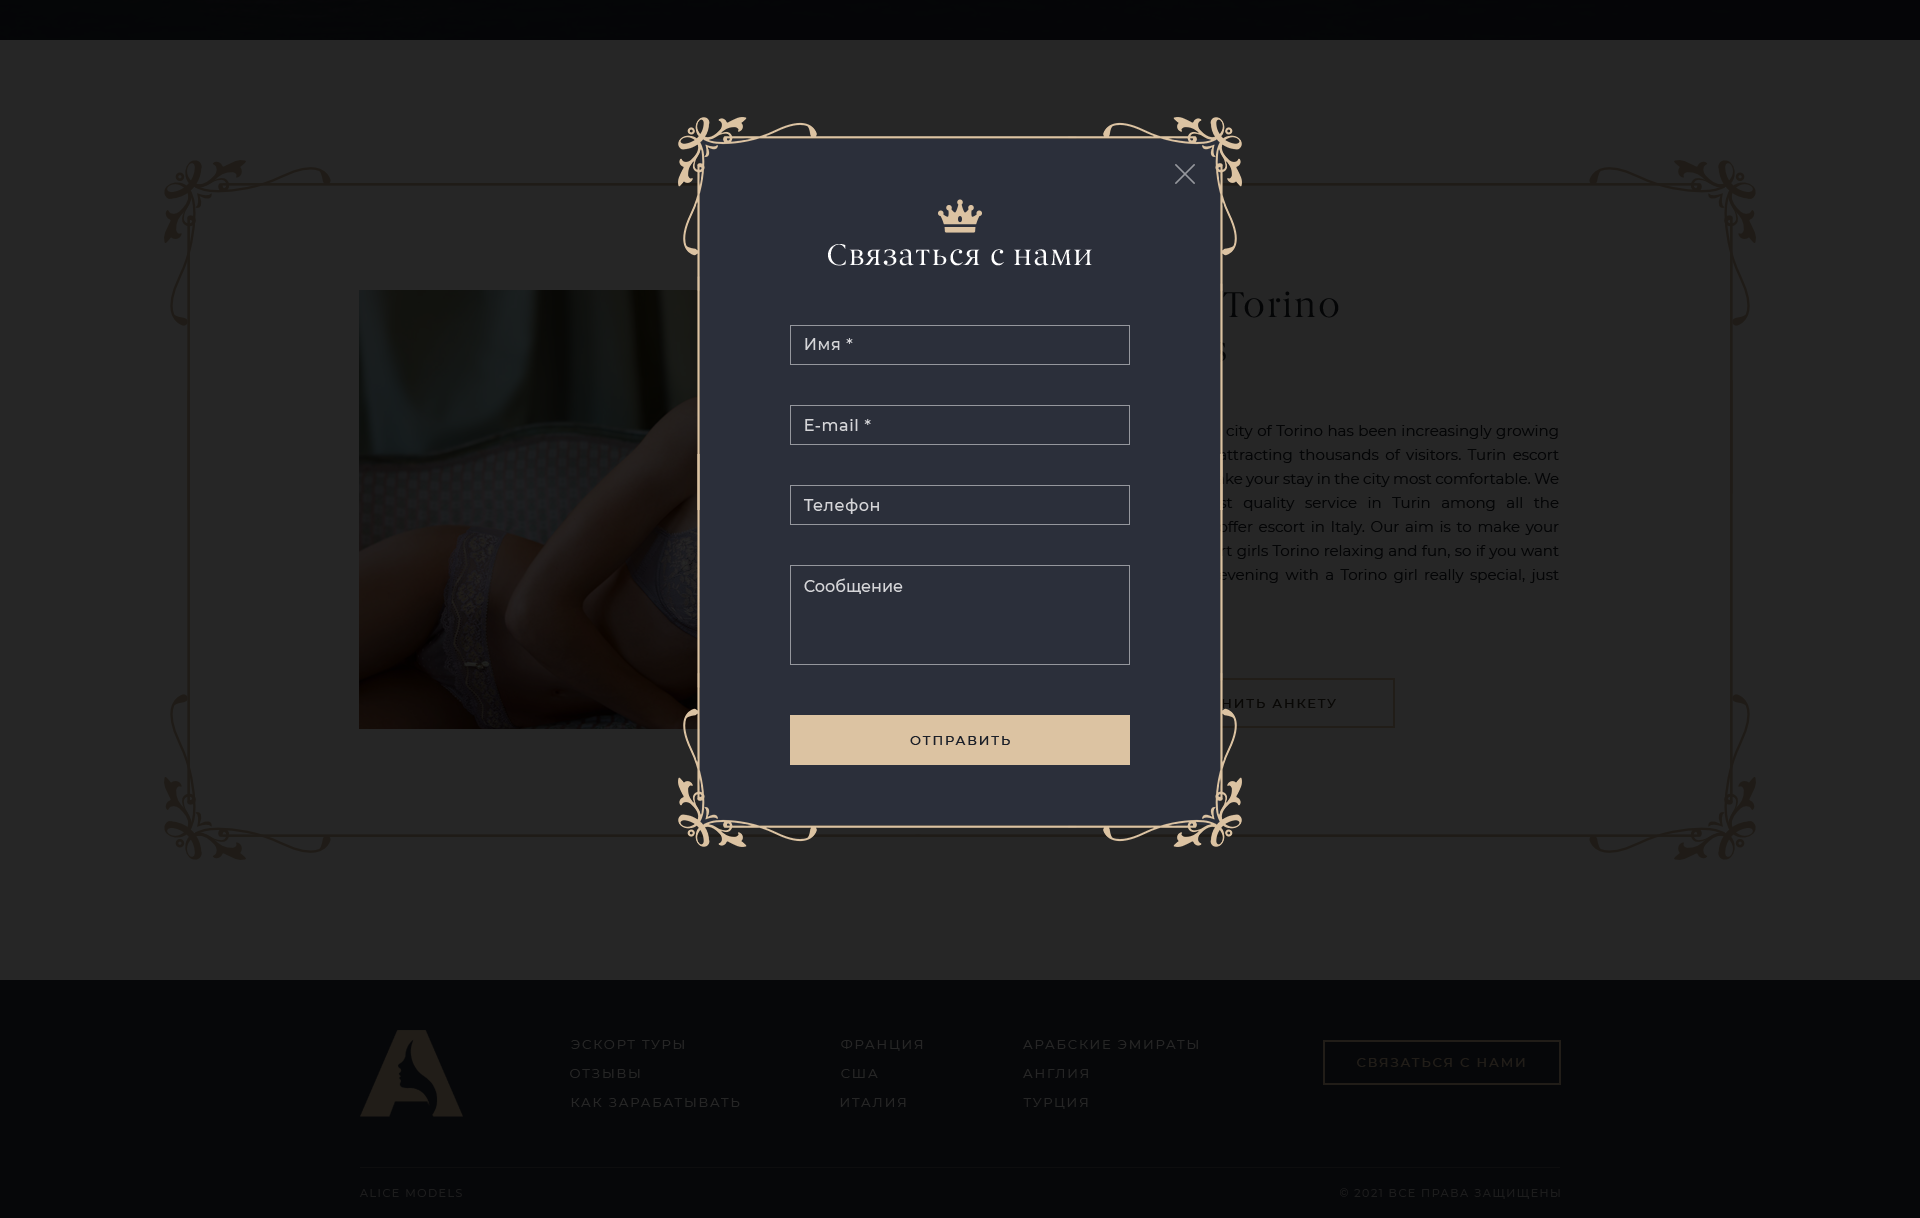 Связаться с нами
Имя *
E-mail *
Телефон
Сообщение
ОТПРАВИТЬ
Torino
city of Torino has been increasingly growing
attracting thousands of visitors. Turin escort
your stay in the city most comfortable. We
quality service in Turin among all the
offer escort in Italy. Our aim is to make your
girls Torino relaxing and fun, so if you want
evening with a Torino girl really special, just
АНКЕТУ
ЭСКОРТ ТУРЫ
ОТЗЫВЫ
КАК ЗАРАБАТЫВАТЬ
ФРАНЦИЯ
США
ИТАЛИЯ
АРАБСКИЕ ЭМИРАТЫ
АНГЛИЯ
ТУРЦИЯ
СВЯЗАТЬСЯ С НАМИ
ALICE MODELS
© 2021 ВСЕ ПРАВА ЗАЩИЩЕНЫ